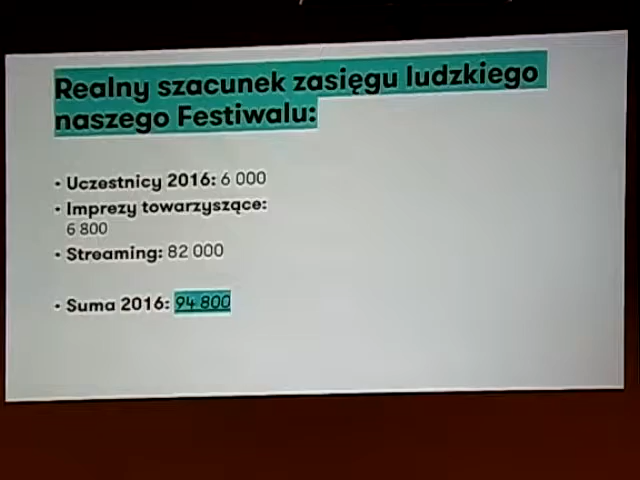 Realny szacunek zasięgu ludzkiego
naszego Festiwalu:
• Uczestnicy 2016: 6 000
• Imprezy towarzyszące:
6 800
• Streaming: 82 000
• Suma 2016: 94 800